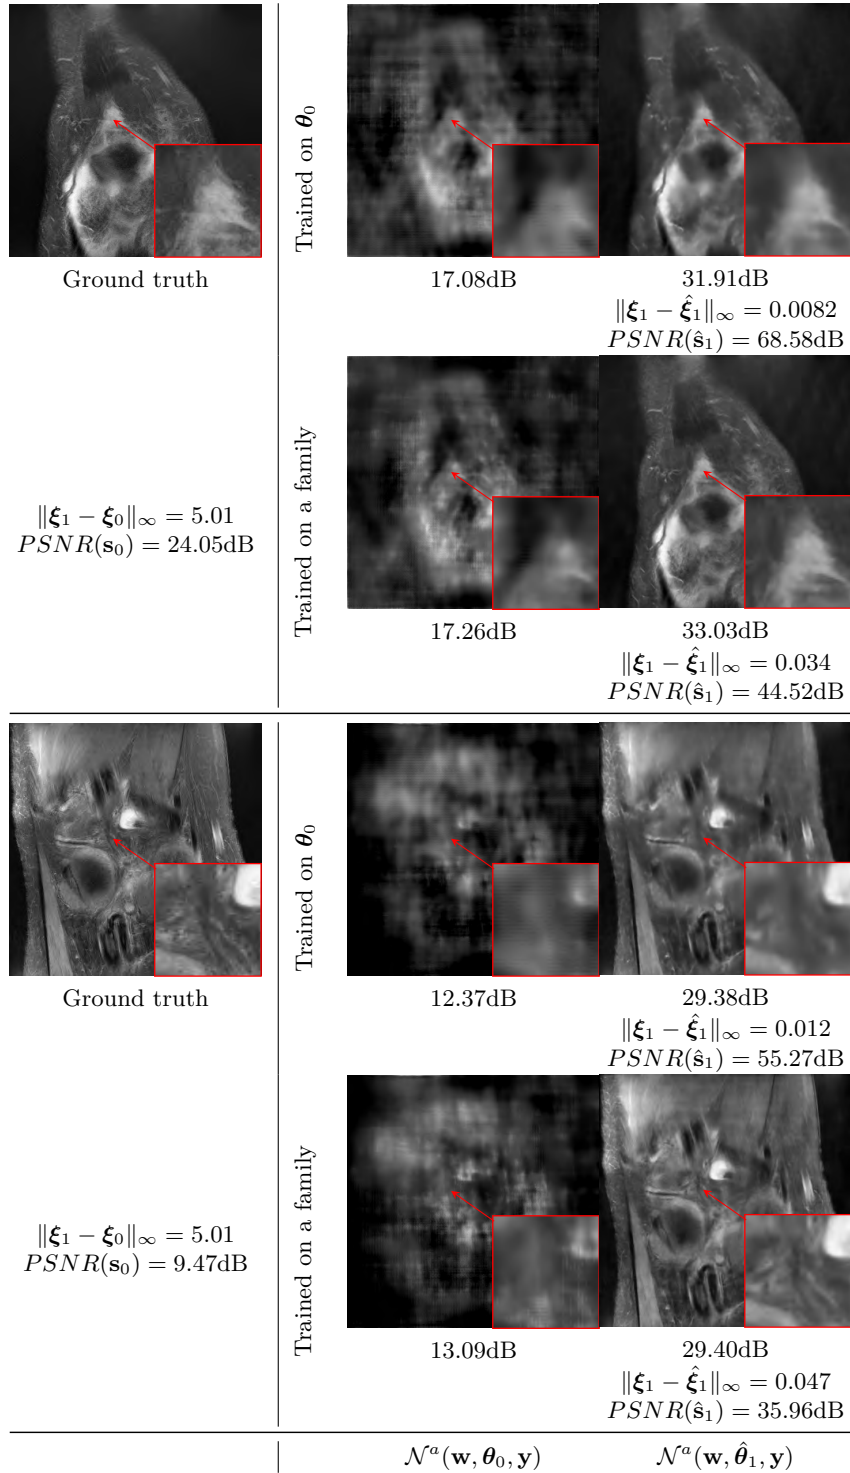 Trained on θ₀
Ground truth
17.08dB
31.91dB
‖ξ₁ − ξ̂₁‖∞ = 0.0082
PSNR(ŝ₁) = 68.58dB
Trained on a family
‖ξ₁ − ξ₀‖∞ = 5.01
PSNR(s₀) = 24.05dB
17.26dB
33.03dB
‖ξ₁ − ξ̂₁‖∞ = 0.034
PSNR(ŝ₁) = 44.52dB
Trained on θ₀
Ground truth
12.37dB
29.38dB
‖ξ₁ − ξ̂₁‖∞ = 0.012
PSNR(ŝ₁) = 55.27dB
Trained on a family
‖ξ₁ − ξ₀‖∞ = 5.01
PSNR(s₀) = 9.47dB
13.09dB
29.40dB
‖ξ₁ − ξ̂₁‖∞ = 0.047
PSNR(ŝ₁) = 35.96dB
𝒩ᵃ(w, θ₀, y)
𝒩ᵃ(w, θ̂₁, y)